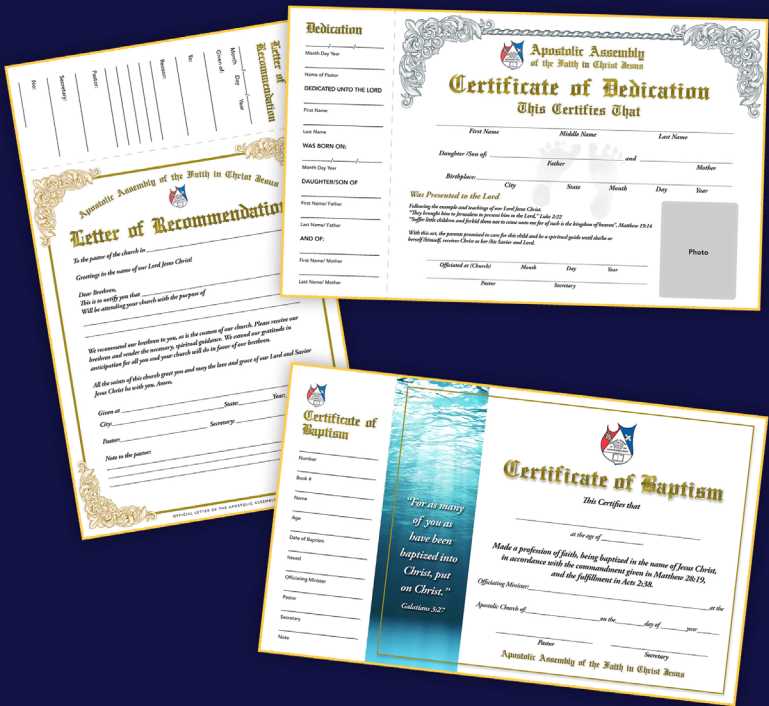 Letter of
Recommendation
Month Day Year
Given of:
To:
Reason:
Pastor:
Secretary:
No:
Apostolic Assembly of the Faith in Christ Jesus
Letter of Recommendation
To the pastor of the church in
Greetings in the name of our Lord Jesus Christ!
Dear Brethren,
This is to notify you that
Will be attending your church with the purpose of
We recommend our brethren to you, as is the custom of our church. Please receive our
brethren and render the necessary, spiritual guidance. We extend our gratitude in
anticipation for all you and your church will do in favor of our brethren.
All the saints of this church greet you and may the love and grace of our Lord and Savior
Jesus Christ be with you, Amen.
Given at State: Year:
City:
Pastor: Secretary:
Note to the pastor:
OFFICIAL LETTER OF THE APOSTOLIC ASSEMBLY
Dedication
Month Day Year
Name of Pastor
DEDICATED UNTO THE LORD
First Name
Last Name
WAS BORN ON:
Month Day Year
DAUGHTER/SON OF
First Name/ Father
Last Name/ Father
AND OF:
First Name/ Mother
Last Name/ Mother
Apostolic Assembly
of the Faith in Christ Jesus
Certificate of Dedication
This Certifies That
First Name Middle Name Last Name
Daughter /Son of: and
Father Mother
Birthplace:
City State Month Day Year
Was Presented to the Lord
Following the example and teachings of our Lord Jesus Christ.
"They brought him to Jerusalem to present him to the Lord," Luke 2:22
"Suffer little children and forbid them not to come unto me for of such is the kingdom of heaven". Matthew 19:14
With this act, the parents promised to care for this child and be a spiritual guide until she/he or
herself/himself, receives Christ as her/his Savior and Lord.
Photo
Officiated at (Church) Month Day Year
Pastor Secretary
Certificate of
Baptism
Number
Book #
Name
Age
Date of Baptism
Issued
Officiating Minister
Pastor
Secretary
Note
"For as many
of you as
have been
baptized into
Christ, put
on Christ."
Galatians 3:27
Certificate of Baptism
This Certifies that
at the age of
Made a profession of faith, being baptized in the name of Jesus Christ,
in accordance with the commandment given in Matthew 28:19,
and the fulfillment in Acts 2:38.
Officiating Minister: at the
Apostolic Church of: on the day of year
Pastor Secretary
Apostolic Assembly of the Faith in Christ Jesus